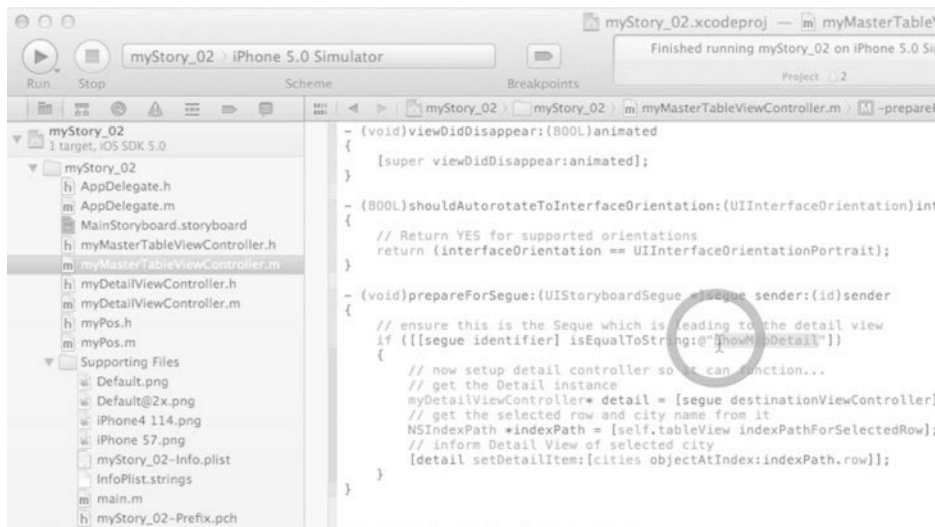 myStory_02.xcodeproj — myMasterTable
myStory_02 iPhone 5.0 Simulator
Finished running myStory_02 on iPhone 5.0 Si
Project 2
Run Stop Scheme Breakpoints
myStory_02 myStory_02 myMasterTableViewController.m -prepare
myStory_02
1 target, iOS SDK 5.0
myStory_02
h AppDelegate.h
m AppDelegate.m
MainStoryboard.storyboard
h myMasterTableViewController.h
m myMasterTableViewController.m
h myDetailViewController.h
m myDetailViewController.m
h myPos.h
m myPos.m
Supporting Files
Default.png
Default@2x.png
iPhone4 114.png
iPhone 57.png
myStory_02-Info.plist
InfoPlist.strings
m main.m
h myStory_02-Prefix.pch
- (void)viewDidDisappear:(BOOL)animated
{
[super viewDidDisappear:animated];
}
- (BOOL)shouldAutorotateToInterfaceOrientation:(UIInterfaceOrientation)int
{
// Return YES for supported orientations
return (interfaceOrientation == UIInterfaceOrientationPortrait);
}
- (void)prepareForSegue:(UIStoryboardSegue *)segue sender:(id)sender
{
// ensure this is the Seque which is leading to the detail view
if ([[segue identifier] isEqualToString:@"ShowMapDetail"])
{
// now setup detail controller so it can function...
// get the Detail instance
myDetailViewController* detail = [segue destinationViewController]
// get the selected row and city name from it
NSIndexPath *indexPath = [self.tableView indexPathForSelectedRow];
// inform Detail View of selected city
[detail setDetailItem:[cities objectAtIndex:indexPath.row]];
}
}